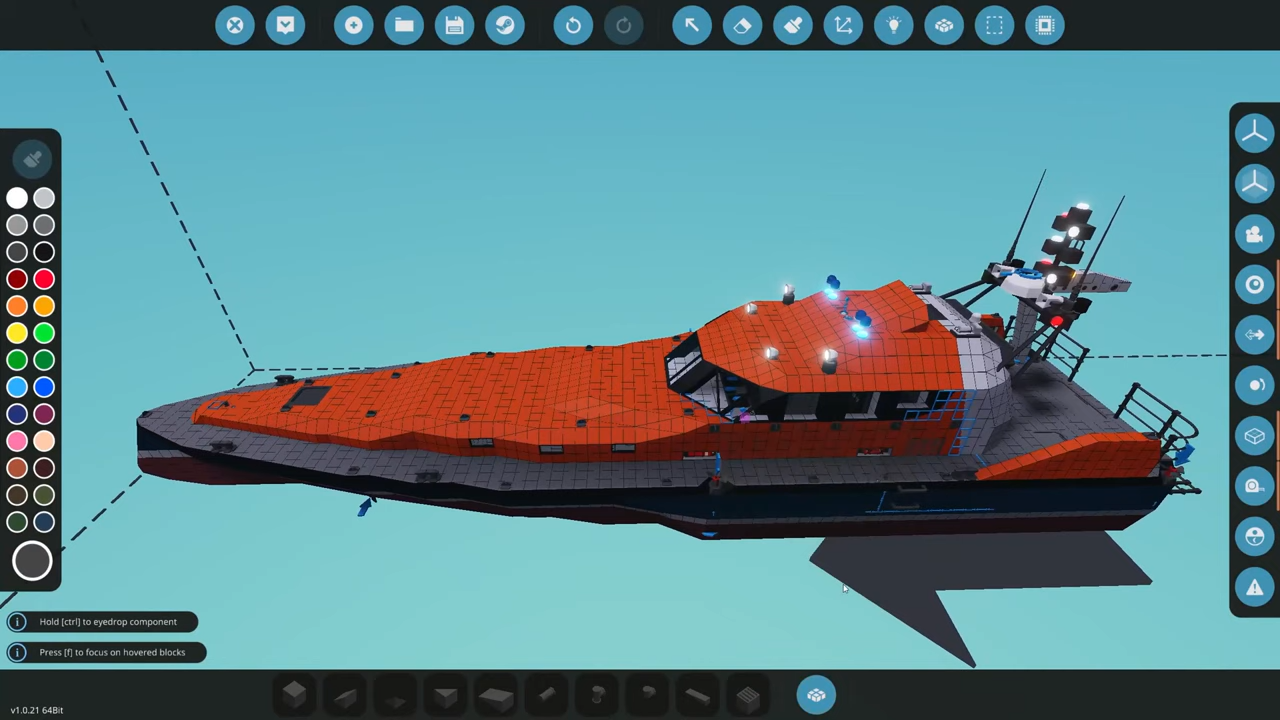 Hold [ctrl] to eyedrop component
Press [f] to focus on hovered blocks
v1.0.21 64Bit